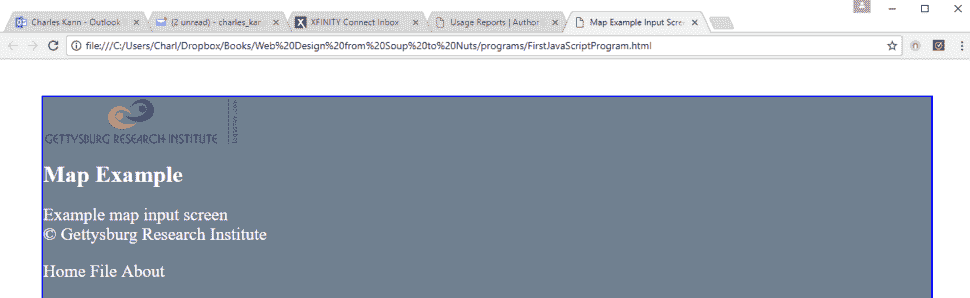 Charles Kann - Outlook
(2 unread) - charles_kar
XFINITY Connect Inbox
Usage Reports | Author
Map Example Input Scre
file:///C:/Users/Charl/Dropbox/Books/Web%20Design%20from%20Soup%20to%20Nuts/programs/FirstJavaScriptProgram.html
GETTYSBURG RESEARCH INSTITUTE
Map Example
Example map input screen
© Gettysburg Research Institute
Home File About